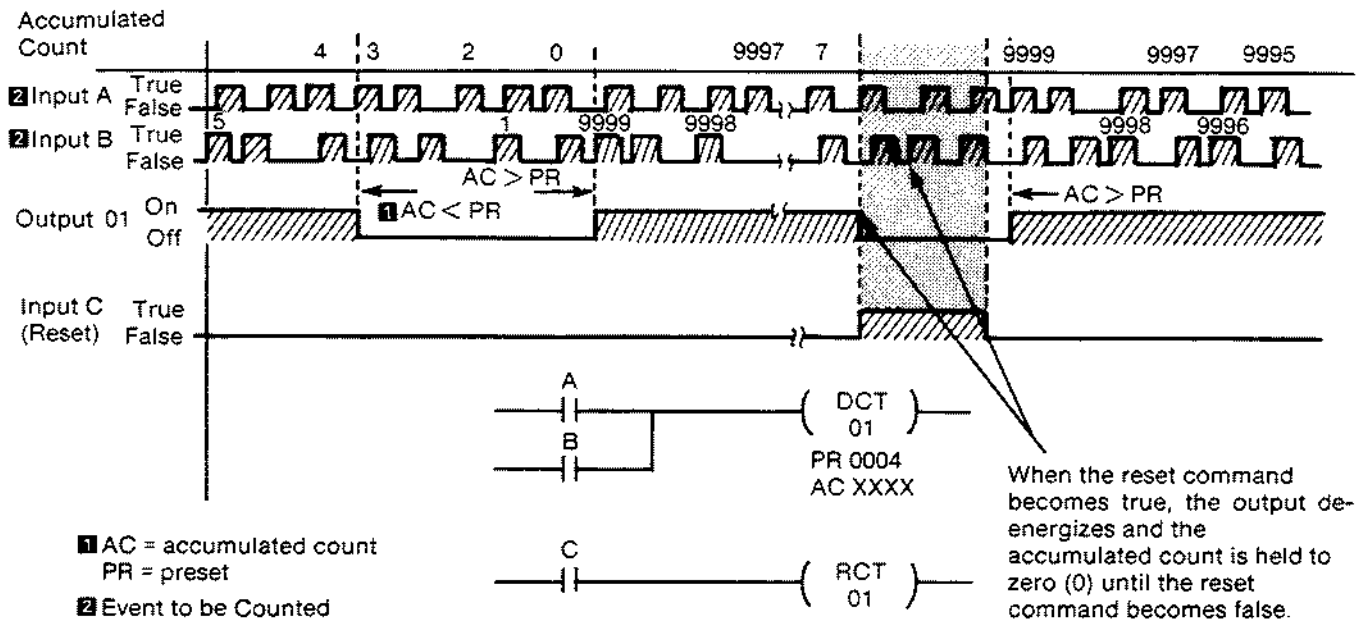 Accumulated
Count
4 3 2 0 9997 7 9999 9997 9995
2 Input A True
False
5 1 9999 9998 9998 9996
2 Input B True
False
AC > PR
1 AC < PR
AC > PR
Output 01 On
Off
Input C True
(Reset) False
A
B
DCT
01
PR 0004
AC XXXX
C
RCT
01
When the reset command
becomes true, the output de-
energizes and the
accumulated count is held to
zero (0) until the reset
command becomes false.
1 AC = accumulated count
PR = preset
2 Event to be Counted